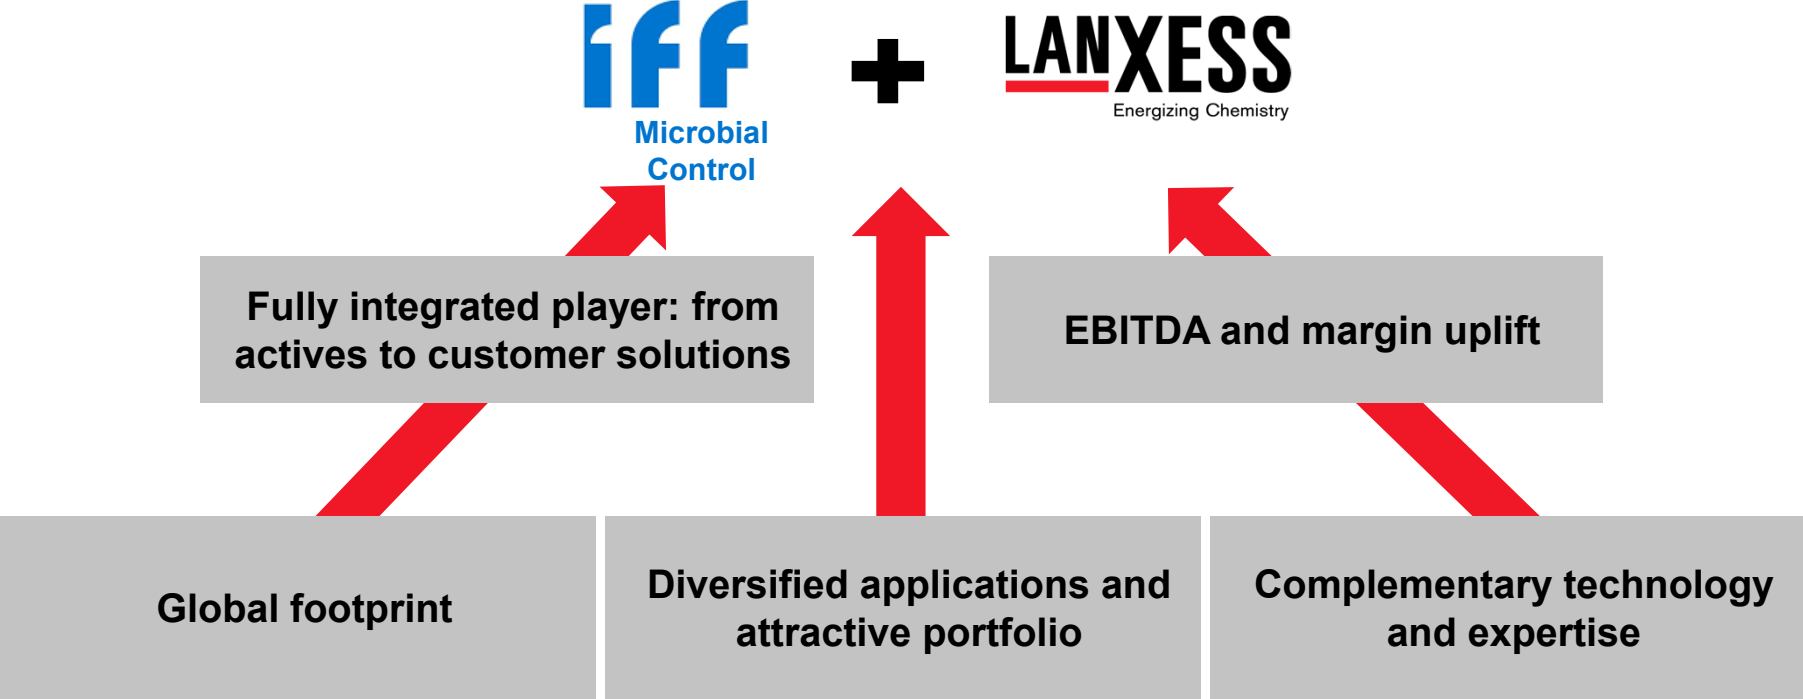 iff
+
LANXESS
Energizing Chemistry
Microbial
Control
Fully integrated player: from
actives to customer solutions
EBITDA and margin uplift
Global footprint
Diversified applications and
attractive portfolio
Complementary technology
and expertise